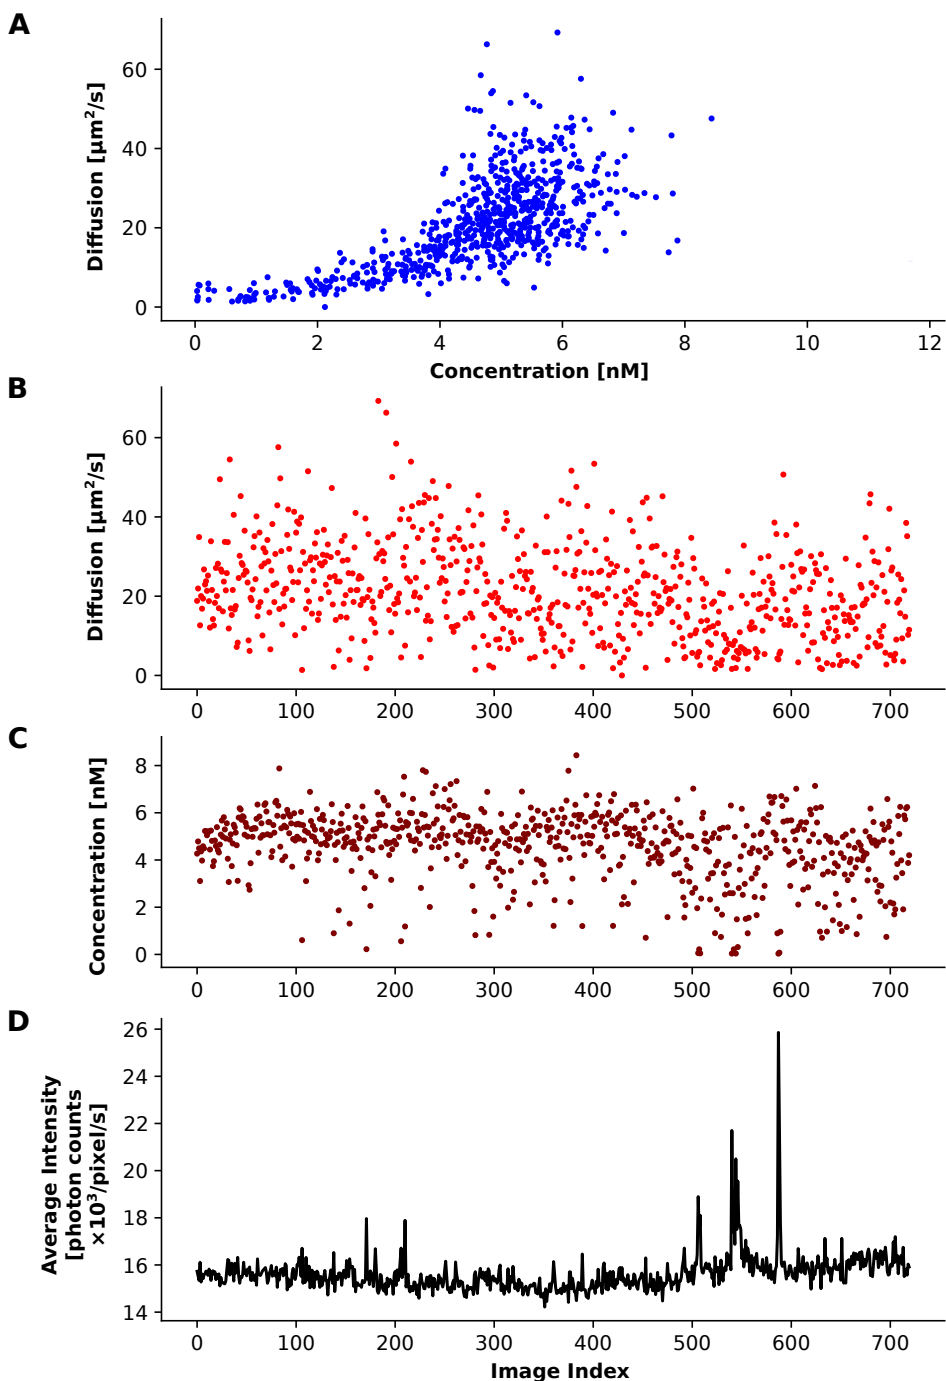 A
Diffusion [µm²/s]
60
40
20
0
0 2 4 6 8 10 12
Concentration [nM]
B
Diffusion [µm²/s]
60
40
20
0
0 100 200 300 400 500 600 700
C
Concentration [nM]
8
6
4
2
0
0 100 200 300 400 500 600 700
D
Average Intensity
[photon counts
×10³/pixel/s]
26
24
22
20
18
16
14
0 100 200 300 400 500 600 700
Image Index